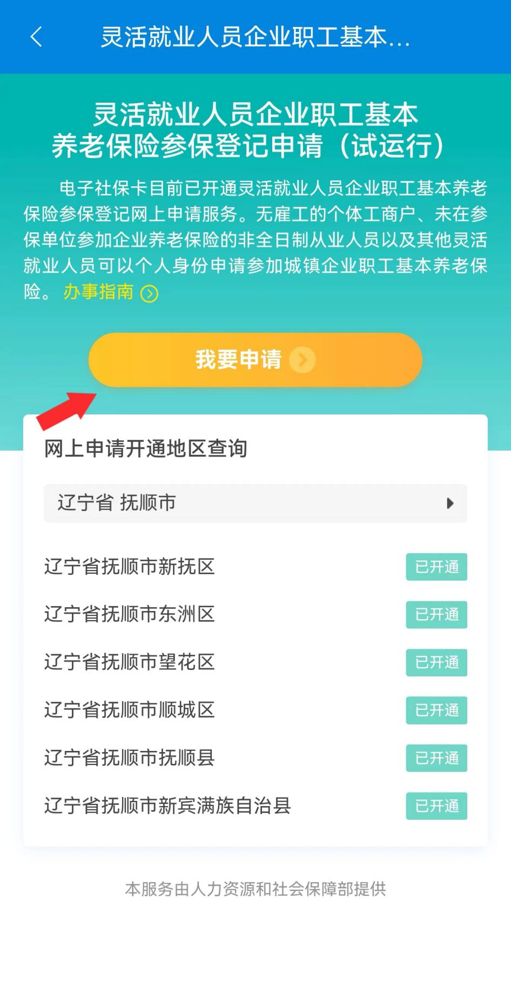 灵活就业人员企业职工基本...
灵活就业人员企业职工基本
养老保险参保登记申请（试运行）
电子社保卡目前已开通灵活就业人员企业职工基本养老
保险参保登记网上申请服务。无雇工的个体工商户、未在参
保单位参加企业养老保险的非全日制从业人员以及其他灵活
就业人员可以个人身份申请参加城镇企业职工基本养老保
险。办事指南
我要申请
网上申请开通地区查询
辽宁省 抚顺市
辽宁省抚顺市新抚区 已开通
辽宁省抚顺市东洲区 已开通
辽宁省抚顺市望花区 已开通
辽宁省抚顺市顺城区 已开通
辽宁省抚顺市抚顺县 已开通
辽宁省抚顺市新宾满族自治县 已开通
本服务由人力资源和社会保障部提供